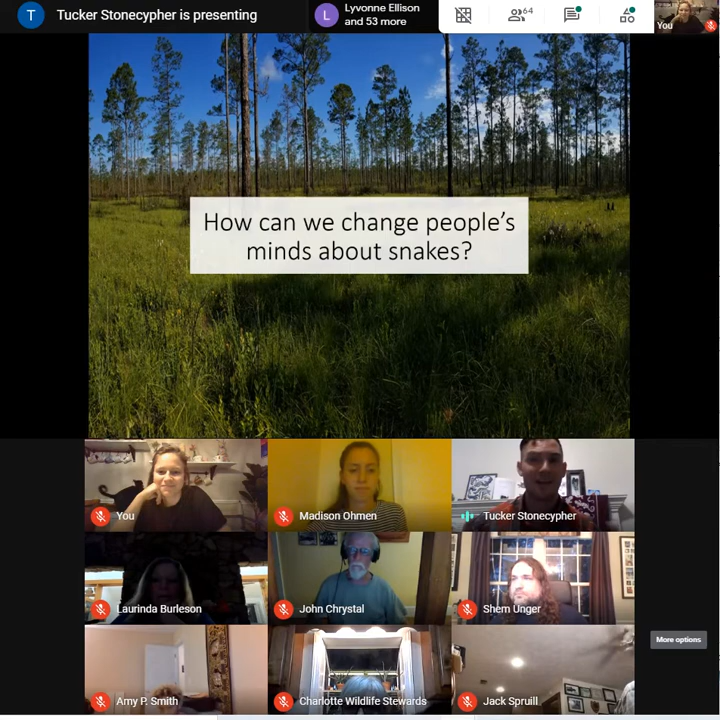 T
Tucker Stonecypher is presenting
L
Lyvonne Ellison
and 53 more
64
You
How can we change people's
minds about snakes?
You
Madison Ohmen
Tucker Stonecypher
Laurinda Burleson
John Chrystal
Shem Unger
More options
Amy P. Smith
Charlotte Wildlife Stewards
Jack Spruill